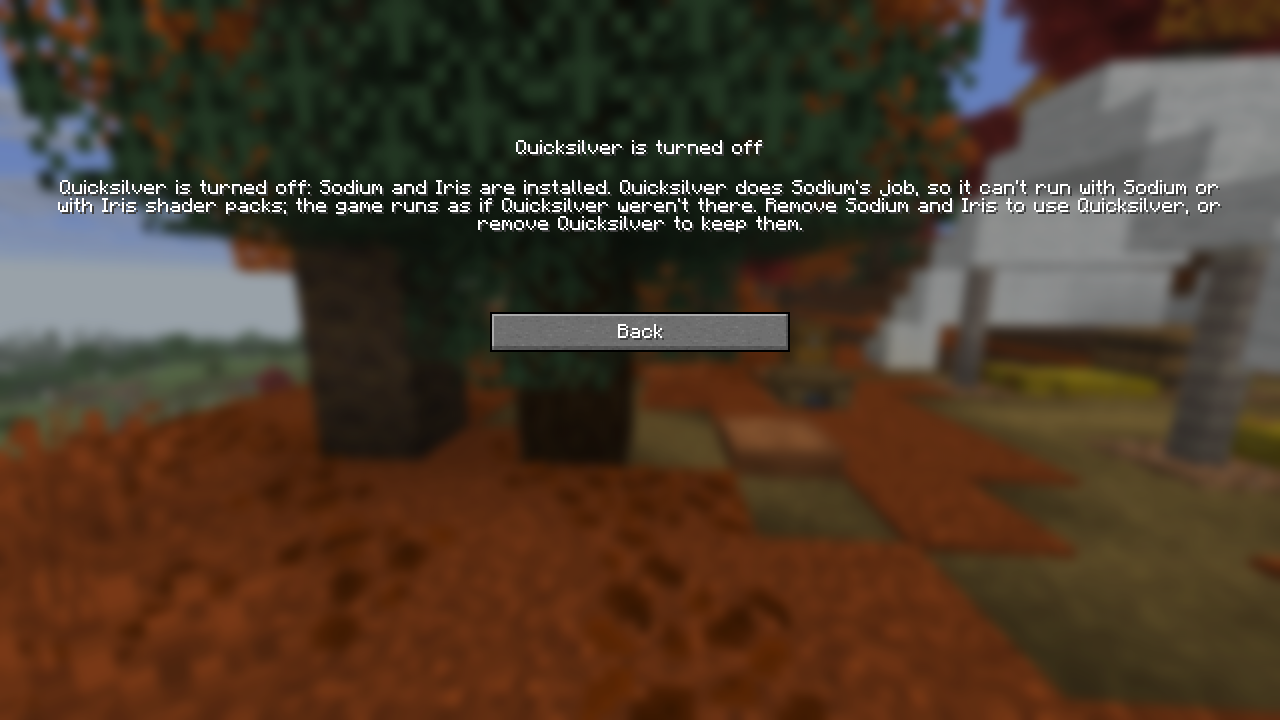 Quicksilver is turned off
Quicksilver is turned off: Sodium and Iris are installed. Quicksilver does Sodium's job, so it can't run with Sodium or
with Iris shader packs; the game runs as if Quicksilver weren't there. Remove Sodium and Iris to use Quicksilver, or
remove Quicksilver to keep them.
Back